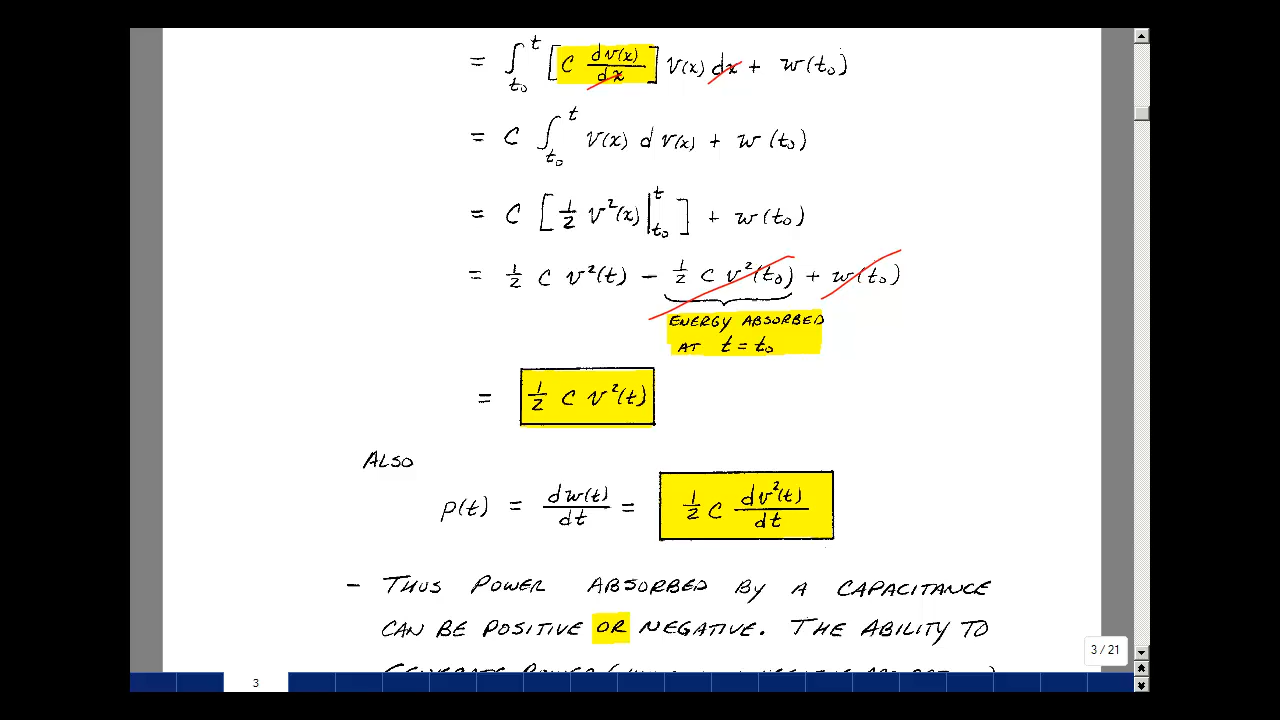 = ∫_{t₀}^{t} [C dv(x)/dx] v(x) dx + w(t₀)
= C ∫_{t₀}^{t} v(x) dv(x) + w(t₀)
= C [½ v²(x)|_{t₀}^{t}] + w(t₀)
= ½ C v²(t) − ½ C v²(t₀) + w(t₀)
ENERGY ABSORBED
AT t = t₀
= ½ C v²(t)
ALSO
p(t) = dw(t)/dt = ½ C dv²(t)/dt
- THUS POWER ABSORBED BY A CAPACITANCE
CAN BE POSITIVE OR NEGATIVE. THE ABILITY TO
GENERATE POWER
3 / 21
3